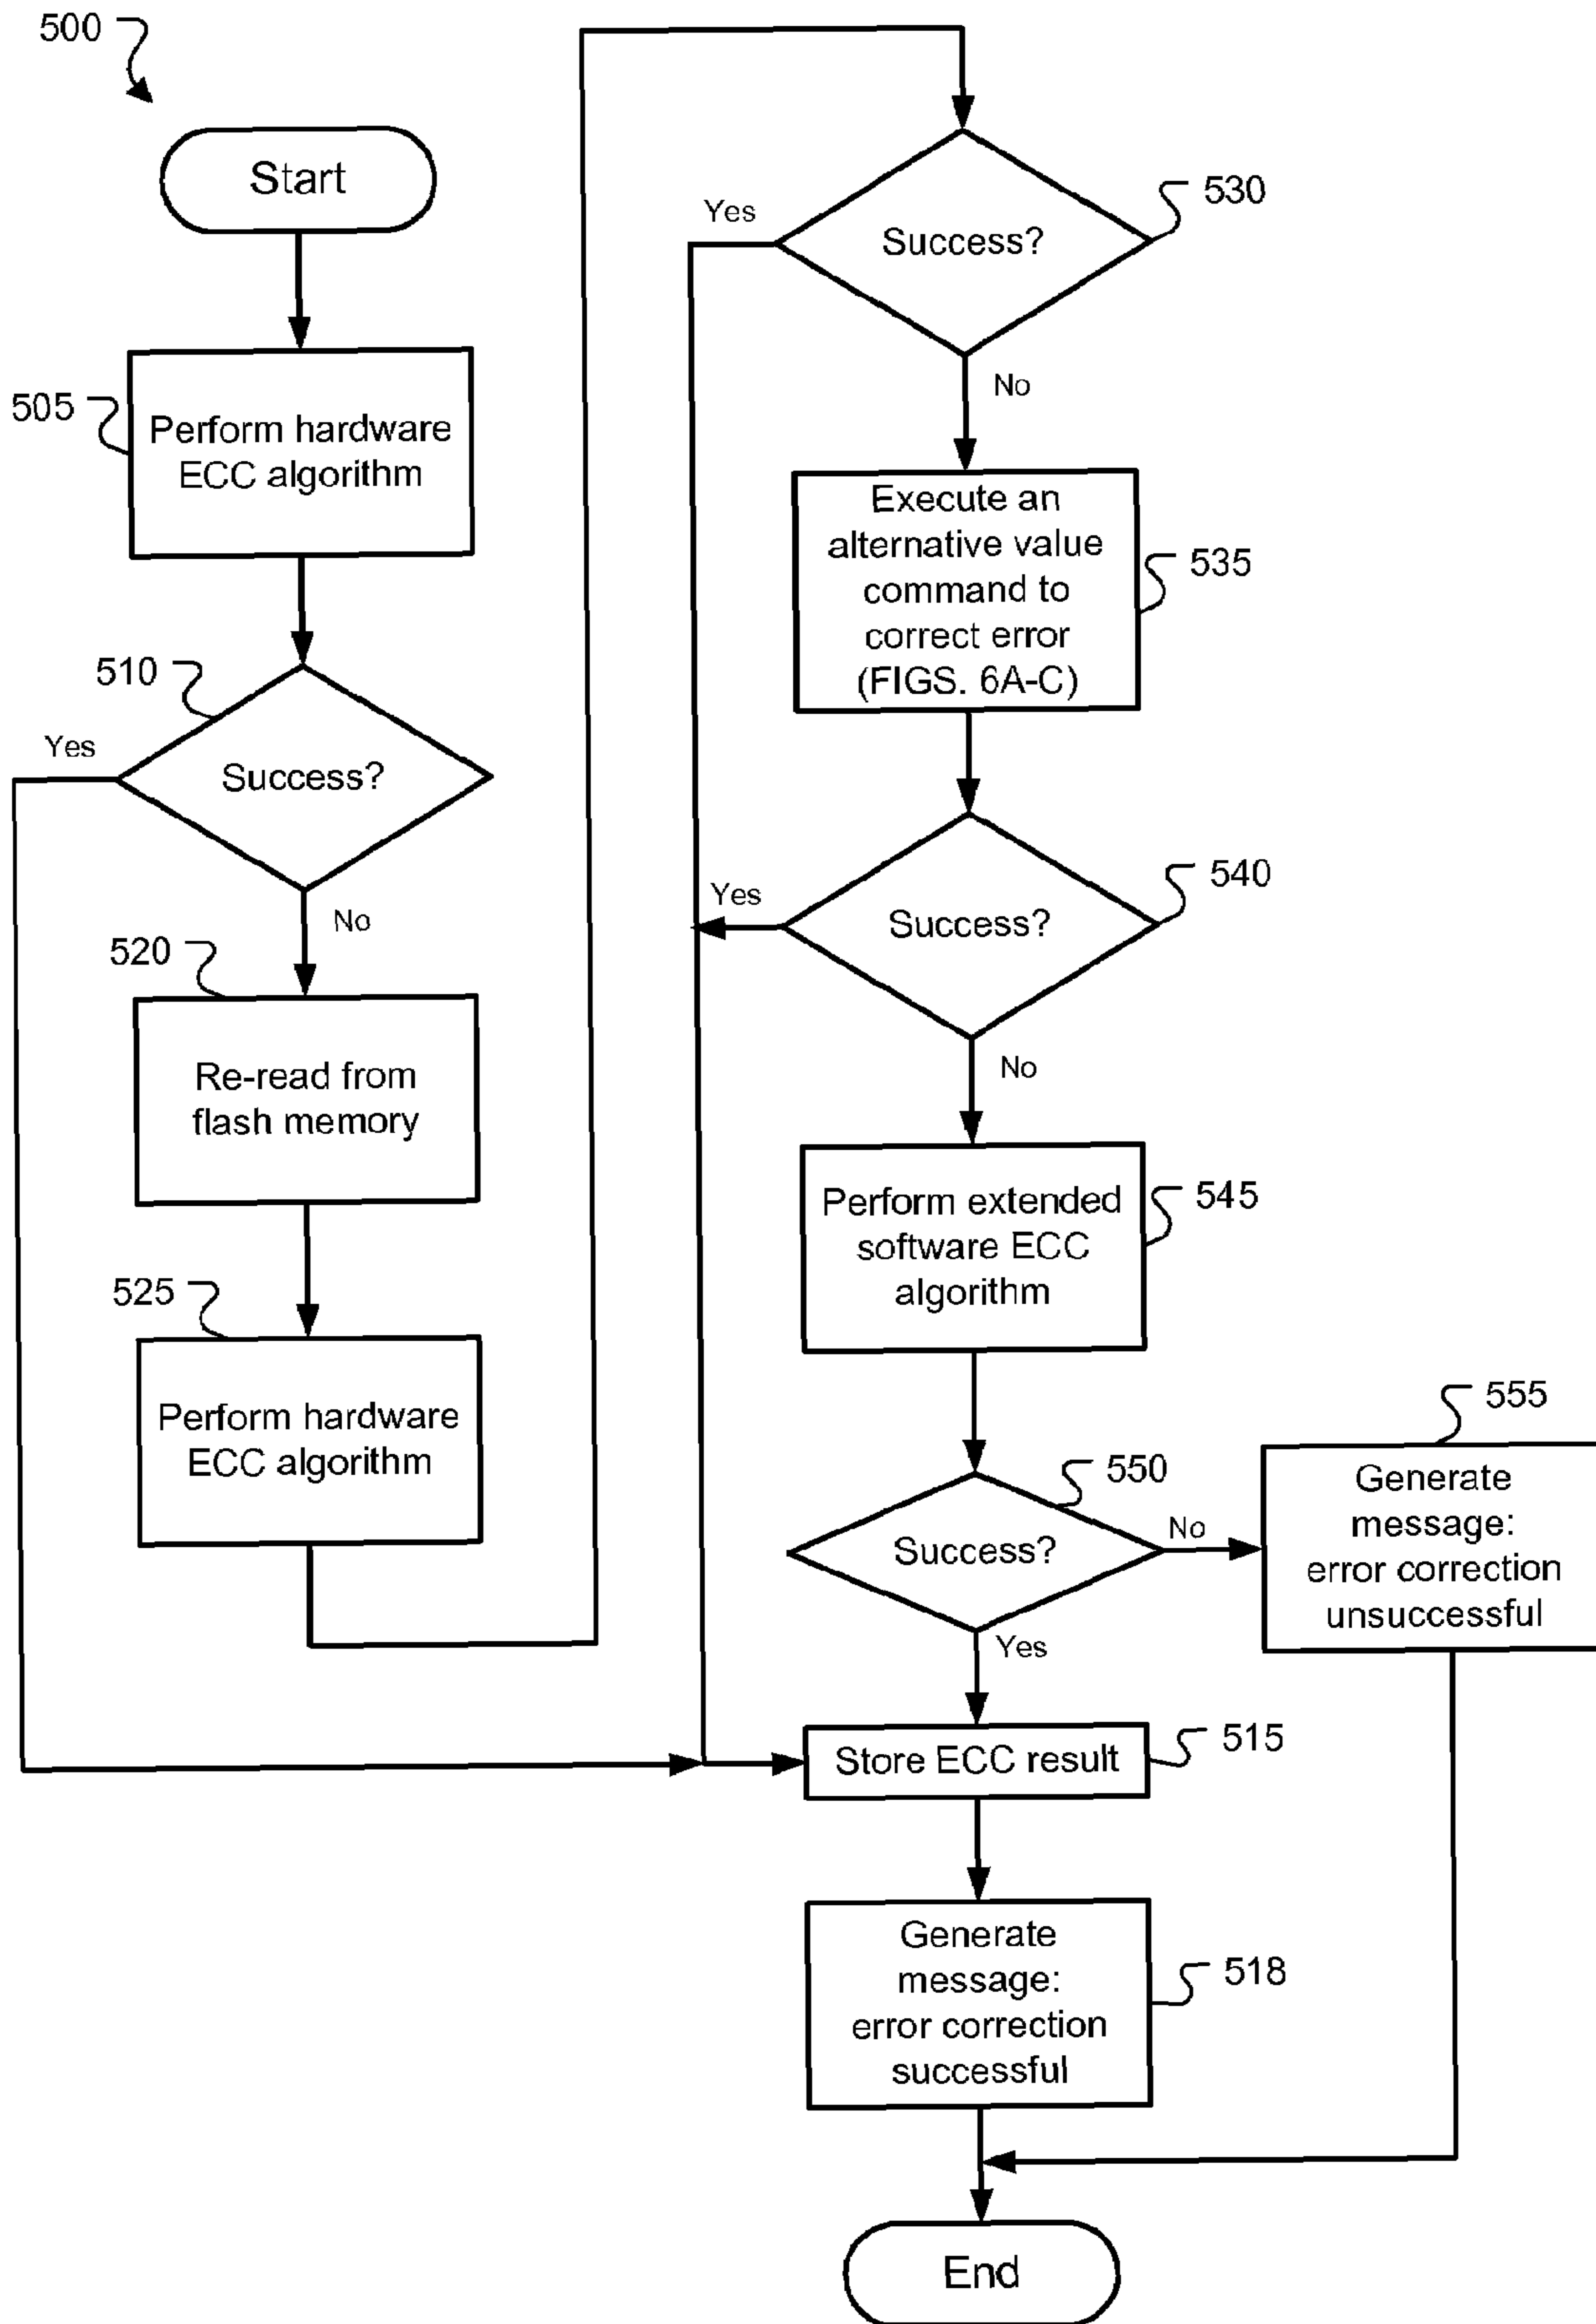 500
Start
505
Perform hardware
ECC algorithm
510
Yes
Success?
No
520
Re-read from
flash memory
525
Perform hardware
ECC algorithm
530
Yes
Success?
No
Execute an
alternative value
command to
correct error
(FIGS. 6A-C)
535
540
Yes
Success?
No
Perform extended
software ECC
algorithm
545
550
Success?
No
Yes
555
Generate
message:
error correction
unsuccessful
Store ECC result
515
Generate
message:
error correction
successful
518
End